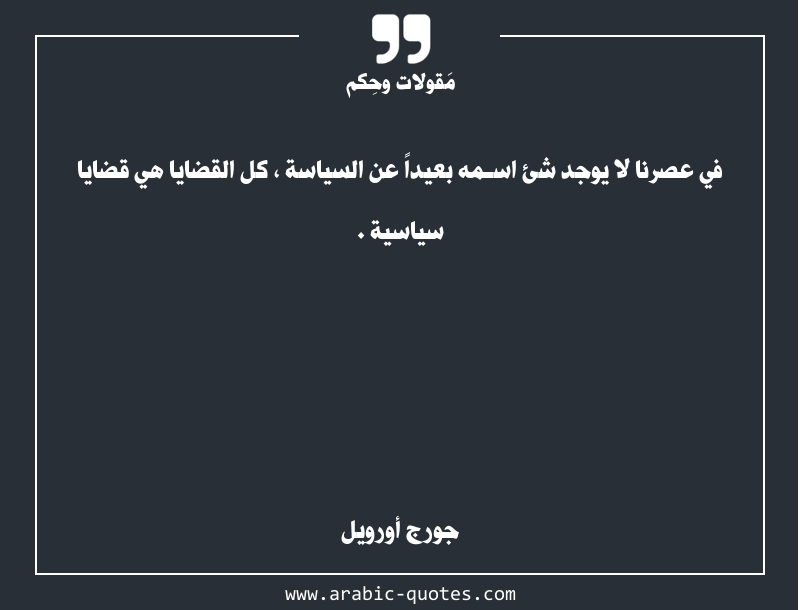 مَقولات وحِكم
في عصرنا لا يوجد شئ اسـمه بعيداً عن السياسة ، كل القضايا هي قضايا
سياسية .
جورج أورويل
www.arabic-quotes.com